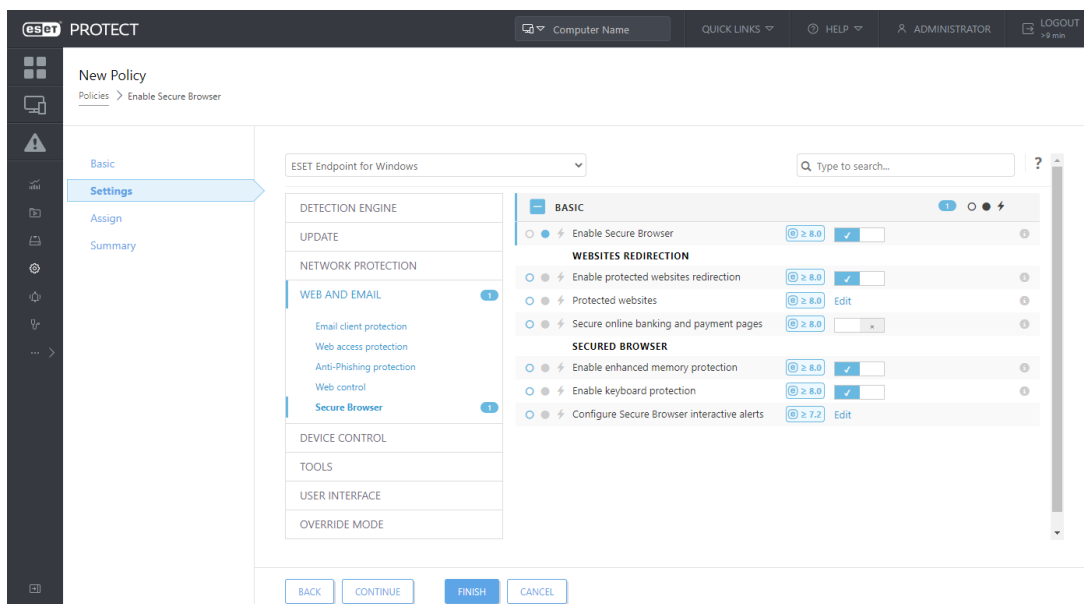 eset PROTECT
Computer Name
QUICK LINKS
HELP
ADMINISTRATOR
LOGOUT
>9 min
New Policy
Policies > Enable Secure Browser
Basic
Settings
Assign
Summary
ESET Endpoint for Windows
Type to search...
?
DETECTION ENGINE
UPDATE
NETWORK PROTECTION
WEB AND EMAIL 1
Email client protection
Web access protection
Anti-Phishing protection
Web control
Secure Browser 1
DEVICE CONTROL
TOOLS
USER INTERFACE
OVERRIDE MODE
BASIC 1
Enable Secure Browser ≥ 8.0
WEBSITES REDIRECTION
Enable protected websites redirection ≥ 8.0
Protected websites ≥ 8.0 Edit
Secure online banking and payment pages ≥ 8.0
SECURED BROWSER
Enable enhanced memory protection ≥ 8.0
Enable keyboard protection ≥ 8.0
Configure Secure Browser interactive alerts ≥ 7.2 Edit
BACK
CONTINUE
FINISH
CANCEL